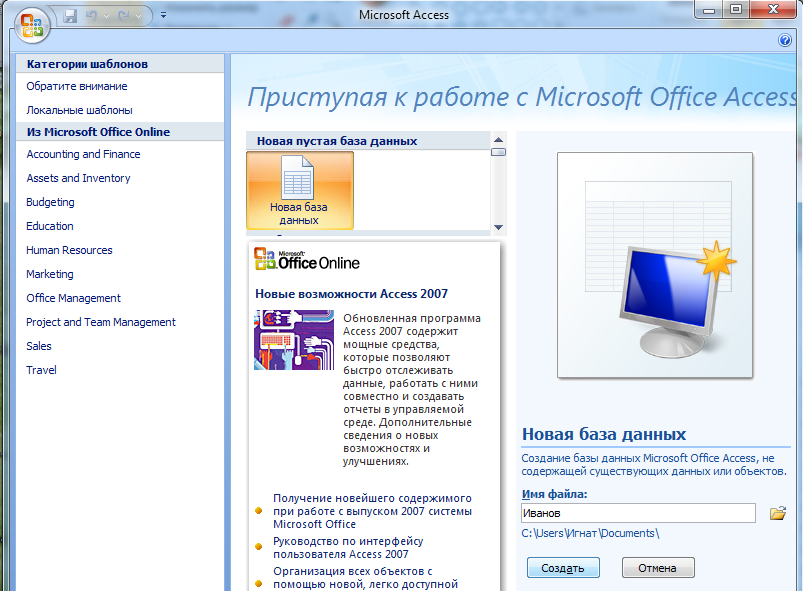 Microsoft Access
Категории шаблонов
Обратите внимание
Локальные шаблоны
Из Microsoft Office Online
Accounting and Finance
Assets and Inventory
Budgeting
Education
Human Resources
Marketing
Office Management
Project and Team Management
Sales
Travel
Приступая к работе с Microsoft Office Access
Новая пустая база данных
Новая база
данных
Microsoft
Office Online
Новые возможности Access 2007
Обновленная программа
Access 2007 содержит
мощные средства,
которые позволяют
быстро отслеживать
данные, работать с ними
совместно и создавать
отчеты в управляемой
среде. Дополнительные
сведения о новых
возможностях и
улучшениях.
Получение новейшего содержимого
при работе с выпуском 2007 системы
Microsoft Office
Руководство по интерфейсу
пользователя Access 2007
Организация всех объектов с
помощью новой, легко доступной
Новая база данных
Создание базы данных Microsoft Office Access, не
содержащей существующих данных или объектов.
Имя файла:
Иванов
C:\Users\Игнат\Documents\
Создать
Отмена